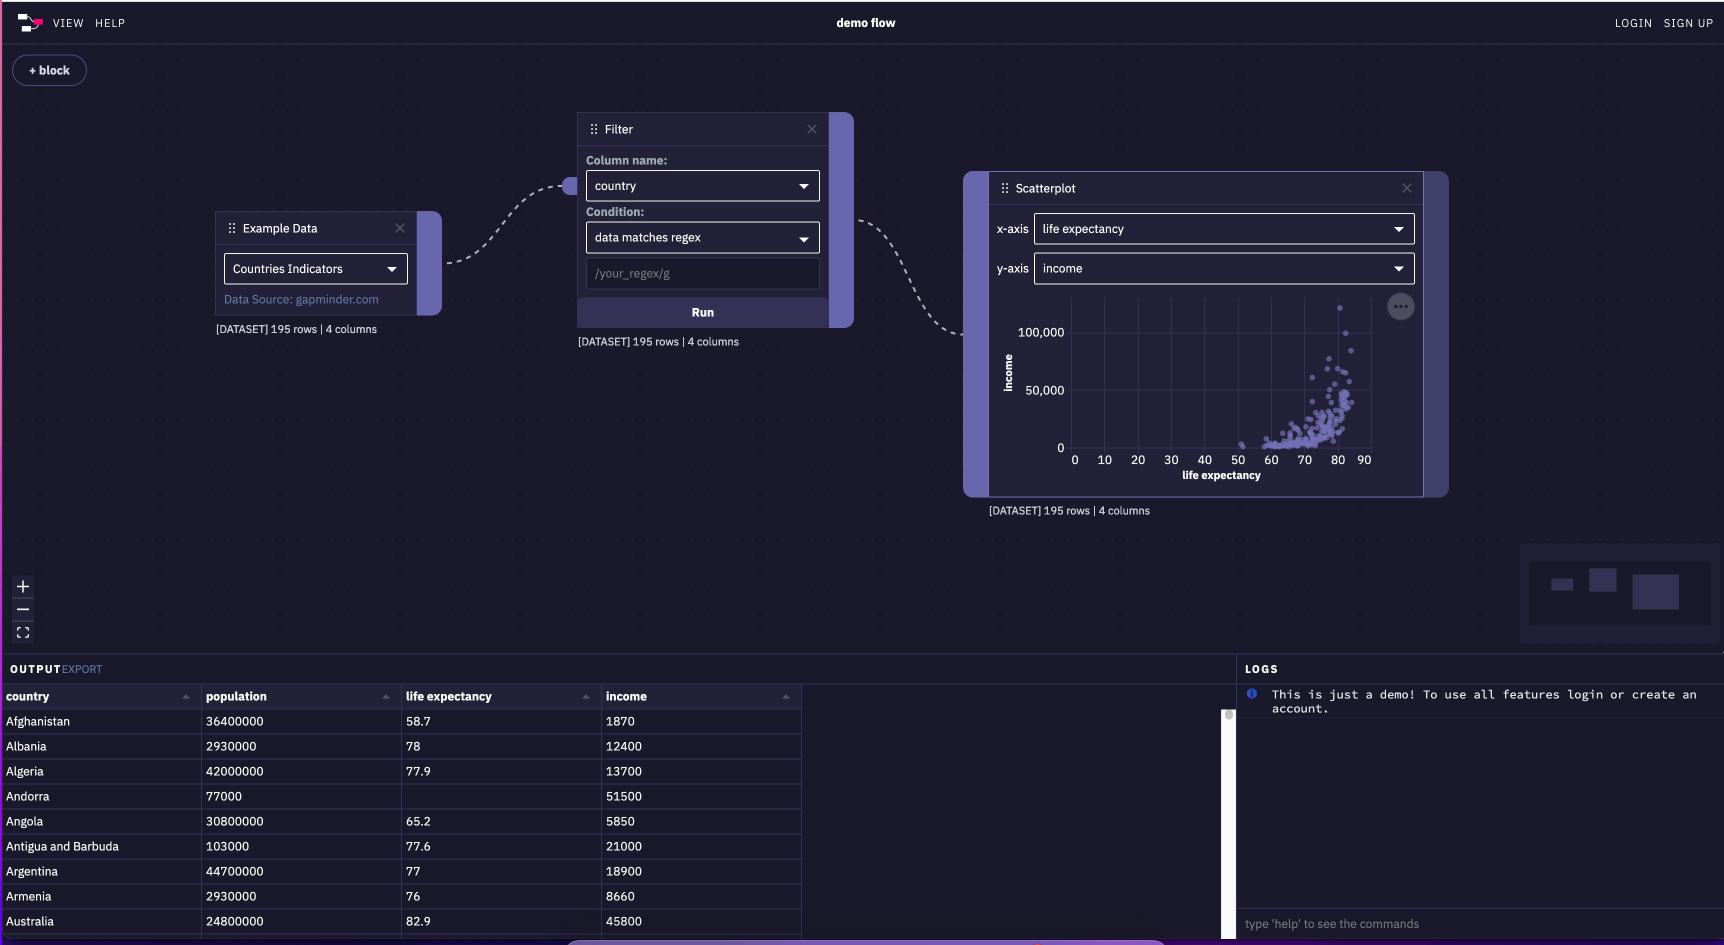 VIEW HELP
demo flow
LOGIN SIGN UP
+ block
Example Data
Countries Indicators
Data Source: gapminder.com
[DATASET] 195 rows | 4 columns
Filter
Column name:
country
Condition:
data matches regex
/your_regex/g
Run
[DATASET] 195 rows | 4 columns
Scatterplot
x-axis life expectancy
y-axis income
income
100,000
50,000
0
0 10 20 30 40 50 60 70 80 90
life expectancy
[DATASET] 195 rows | 4 columns
OUTPUT EXPORT
country population life expectancy income
Afghanistan 36400000 58.7 1870
Albania 2930000 78 12400
Algeria 42000000 77.9 13700
Andorra 77000 51500
Angola 30800000 65.2 5850
Antigua and Barbuda 103000 77.6 21000
Argentina 44700000 77 18900
Armenia 2930000 76 8660
Australia 24800000 82.9 45800
LOGS
This is just a demo! To use all features login or create an
account.
type 'help' to see the commands